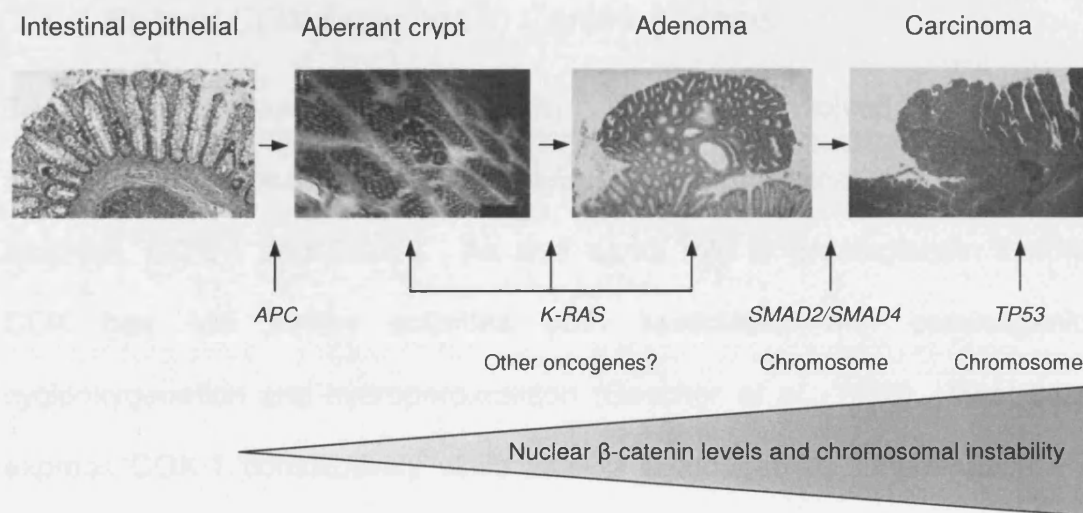 Intestinal epithelial Aberrant crypt Adenoma Carcinoma
APC K-RAS SMAD2/SMAD4 TP53
Other oncogenes? Chromosome Chromosome
Nuclear β-catenin levels and chromosomal instability